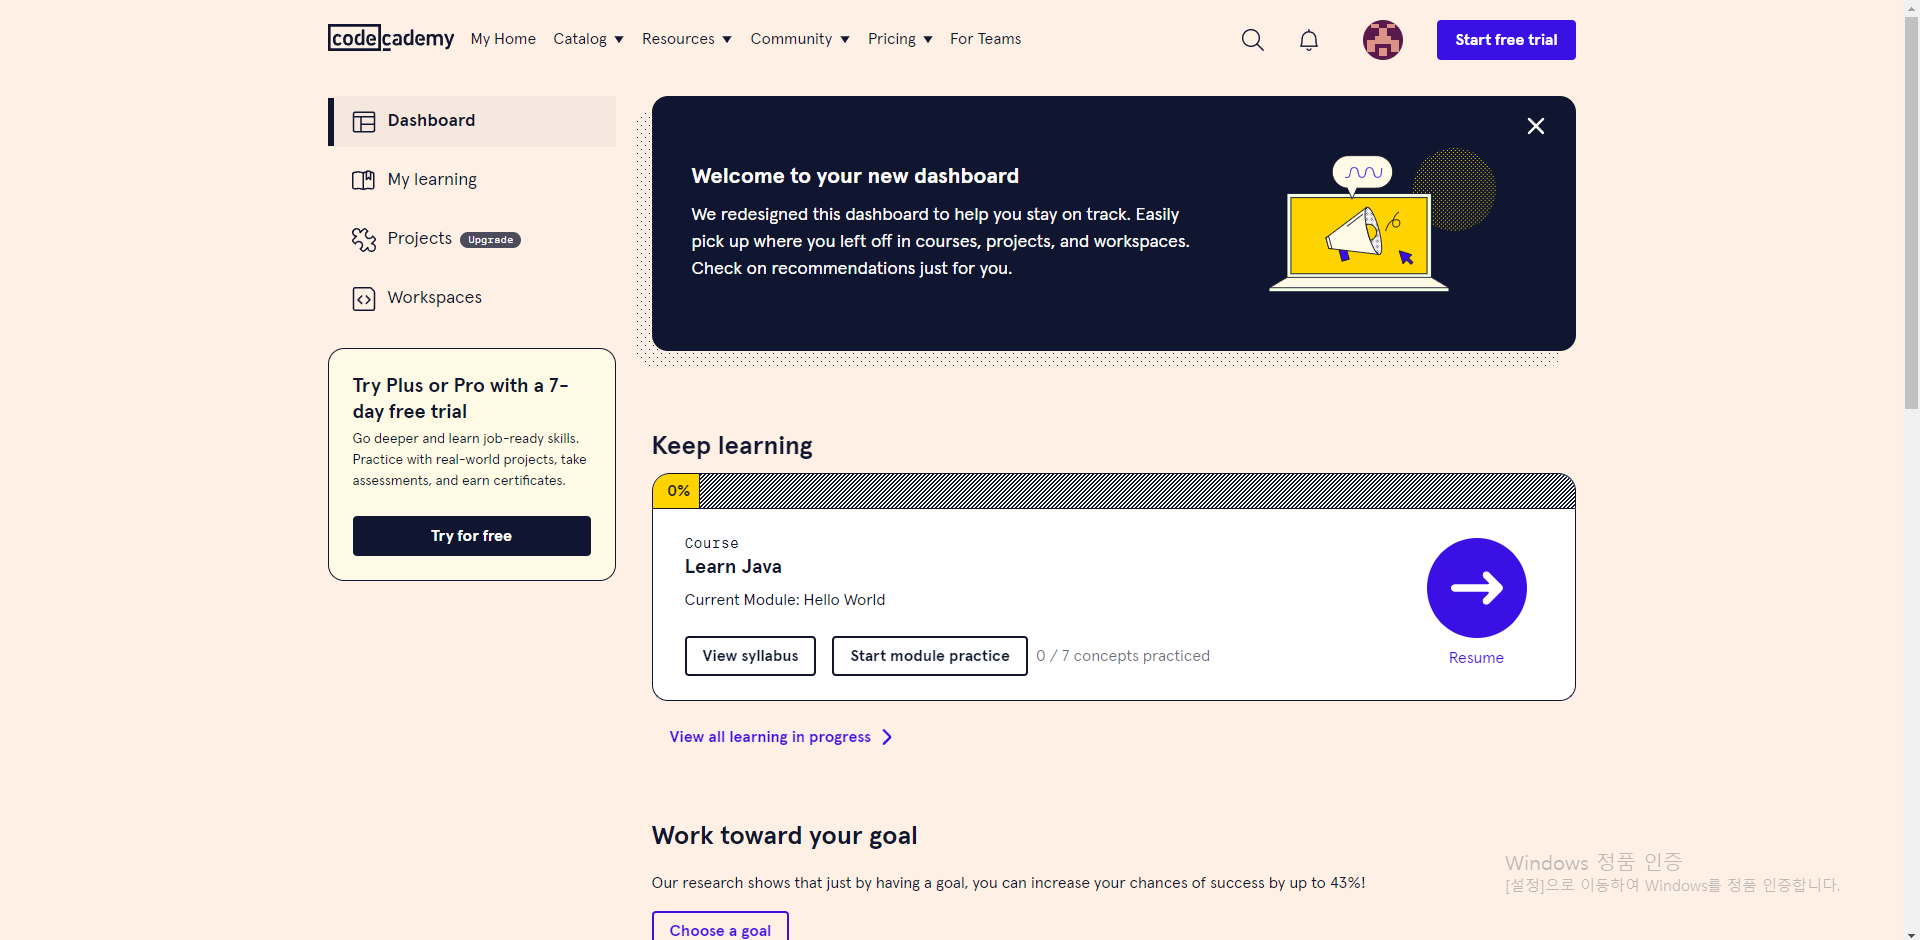 codecademy My Home Catalog Resources Community Pricing For Teams Start free trial
Dashboard
My learning
Projects Upgrade
Workspaces
Try Plus or Pro with a 7-
day free trial
Go deeper and learn job-ready skills.
Practice with real-world projects, take
assessments, and earn certificates.
Try for free
Welcome to your new dashboard
We redesigned this dashboard to help you stay on track. Easily
pick up where you left off in courses, projects, and workspaces.
Check on recommendations just for you.
Keep learning
0%
Course
Learn Java
Current Module: Hello World
View syllabus Start module practice 0 / 7 concepts practiced
Resume
View all learning in progress
Work toward your goal
Our research shows that just by having a goal, you can increase your chances of success by up to 43%!
Choose a goal
Windows 정품 인증
[설정]으로 이동하여 Windows를 정품 인증합니다.